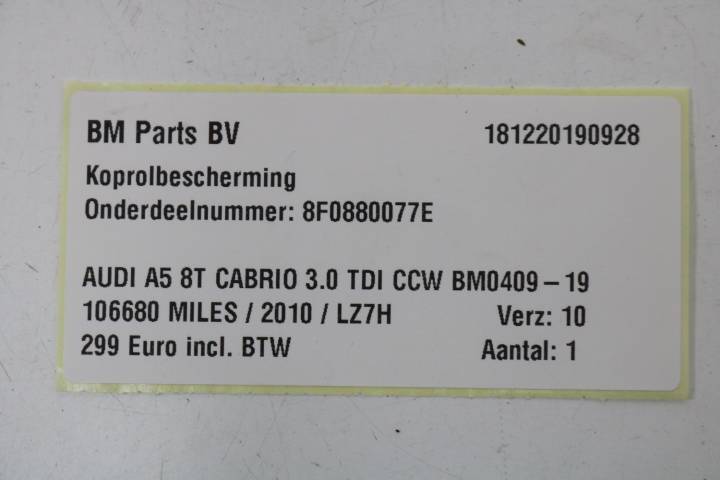 BM Parts BV 181220190928
Koprolbescherming
Onderdeelnummer: 8F0880077E
AUDI A5 8T CABRIO 3.0 TDI CCW BM0409-19
106680 MILES / 2010 / LZ7H Verz: 10
299 Euro incl. BTW Aantal: 1